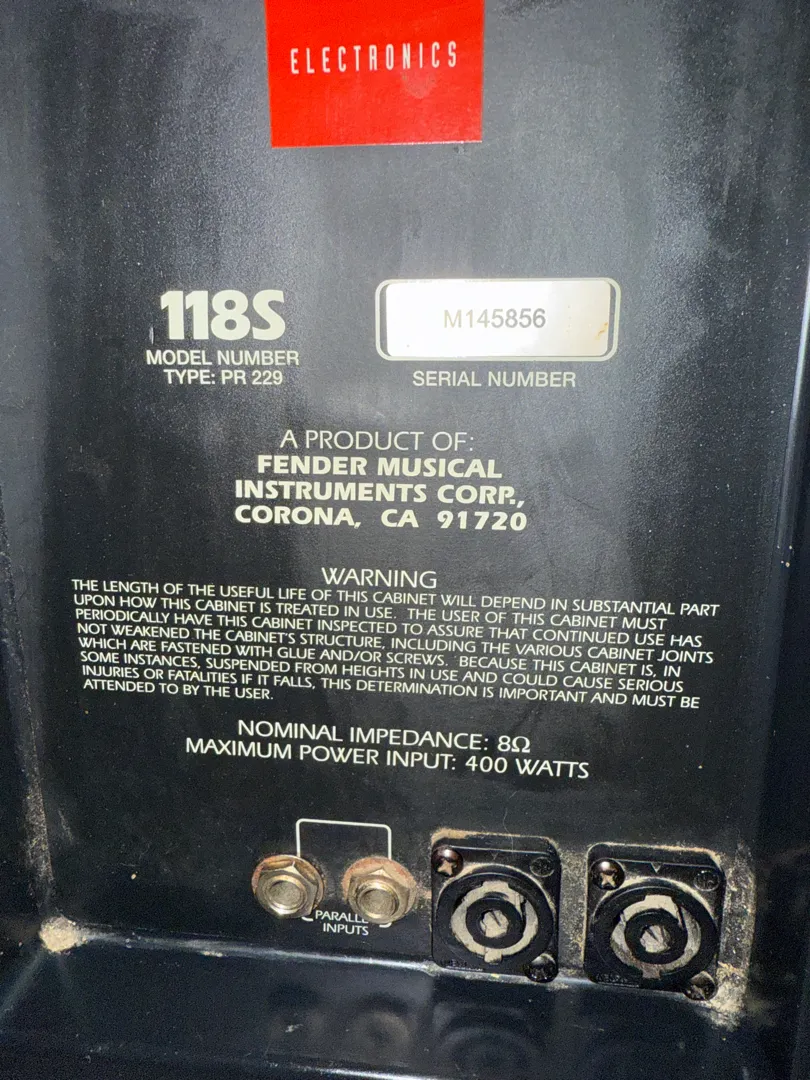 ELECTRONICS
118S
MODEL NUMBER
TYPE: PR 229
M145856
SERIAL NUMBER
A PRODUCT OF:
FENDER MUSICAL
INSTRUMENTS CORP.,
CORONA, CA 91720
WARNING
THE LENGTH OF THE USEFUL LIFE OF THIS CABINET WILL DEPEND IN SUBSTANTIAL PART
UPON HOW THIS CABINET IS TREATED IN USE. THE USER OF THIS CABINET MUST
PERIODICALLY HAVE THIS CABINET INSPECTED TO ASSURE THAT CONTINUED USE HAS
NOT WEAKENED THE CABINET'S STRUCTURE, INCLUDING THE VARIOUS CABINET JOINTS
WHICH ARE FASTENED WITH GLUE AND/OR SCREWS. BECAUSE THIS CABINET IS, IN
SOME INSTANCES, SUSPENDED FROM HEIGHTS IN USE AND COULD CAUSE SERIOUS
INJURIES OR FATALITIES IF IT FALLS, THIS DETERMINATION IS IMPORTANT AND MUST BE
ATTENDED TO BY THE USER.
NOMINAL IMPEDANCE: 8Ω
MAXIMUM POWER INPUT: 400 WATTS
PARALLE
INPUTS